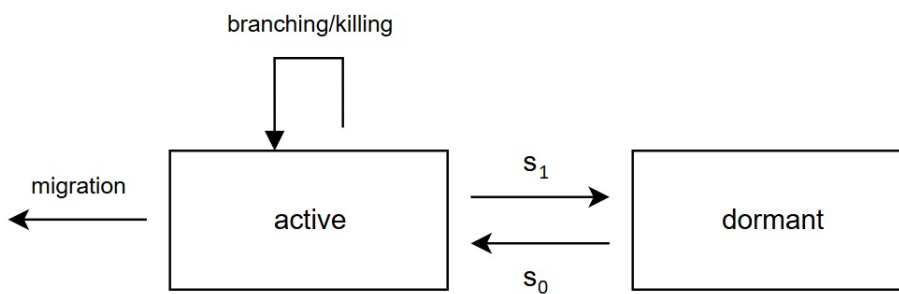 branching/killing
migration
active
s₁
s₀
dormant